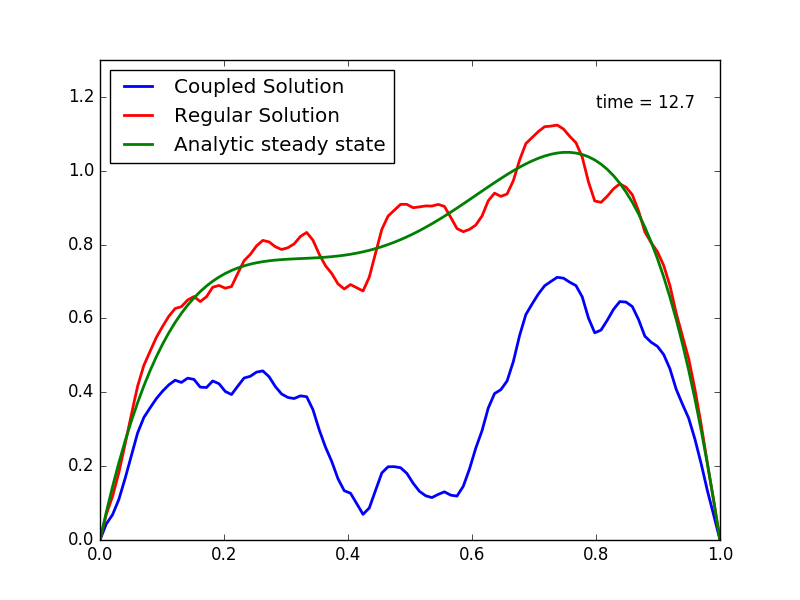 Coupled Solution
Regular Solution
Analytic steady state
time = 12.7
1.2
1.0
0.8
0.6
0.4
0.2
0.0
0.0 0.2 0.4 0.6 0.8 1.0